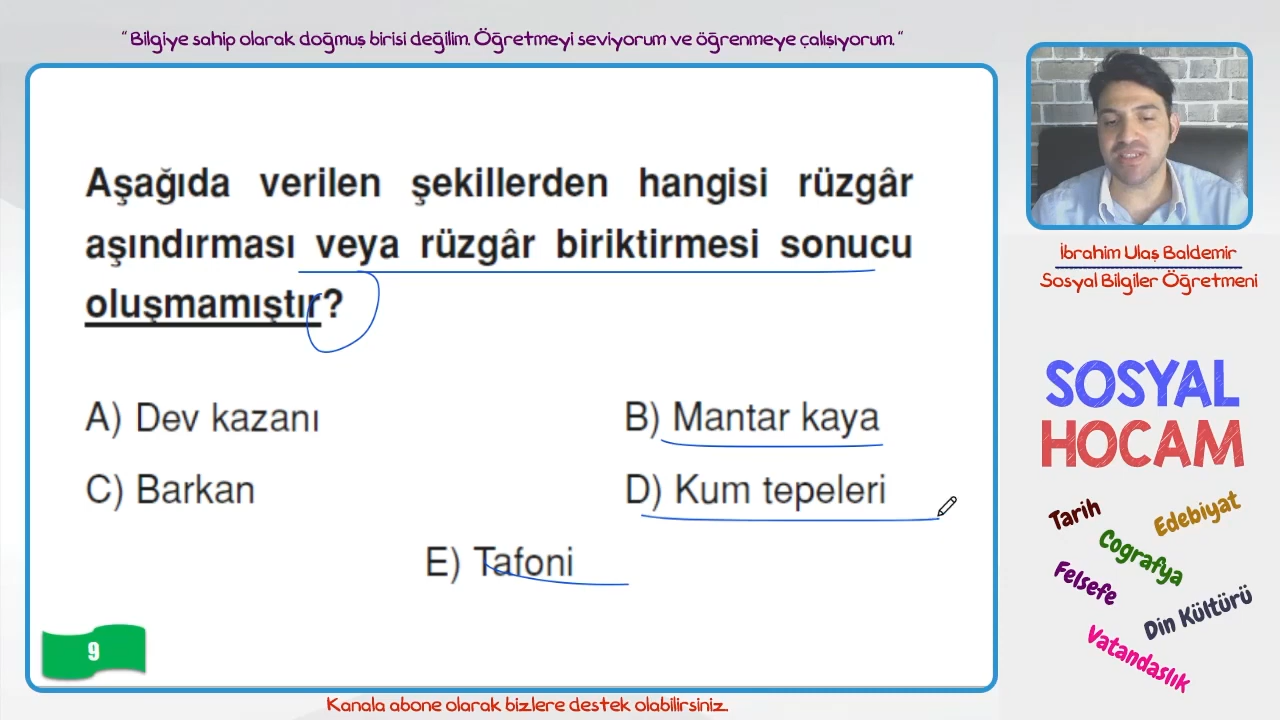 “ Bilgiye sahip olarak doğmuş birisi değilim. Öğretmeyi seviyorum ve öğrenmeye çalışıyorum. “
Aşağıda verilen şekillerden hangisi rüzgâr
aşındırması veya rüzgâr biriktirmesi sonucu
oluşmamıştır?
A) Dev kazanı
B) Mantar kaya
C) Barkan
D) Kum tepeleri
E) Tafoni
9
Kanala abone olarak bizlere destek olabilirsiniz.
İbrahim Ulaş Baldemir
Sosyal Bilgiler Öğretmeni
SOSYAL
HOCAM
Tarih
Edebiyat
Coğrafya
Felsefe
Din Kültürü
Vatandaslık